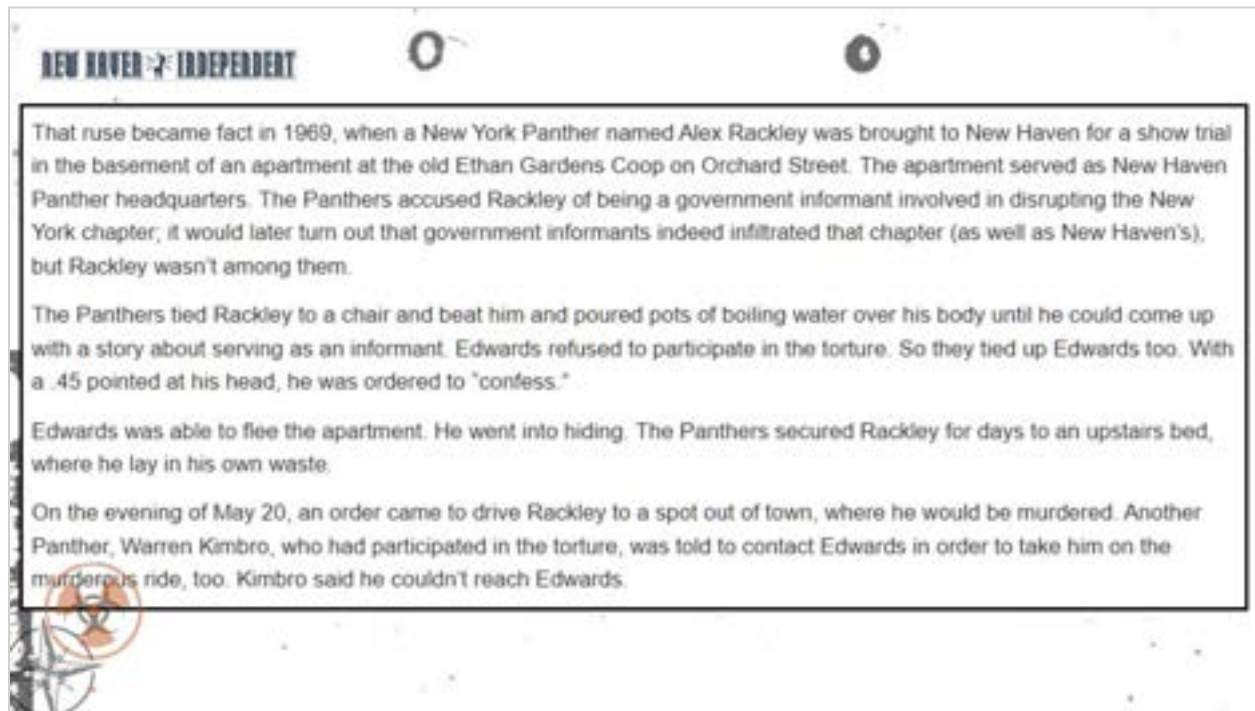 NEW HAVEN INDEPENDENT
That ruse became fact in 1969, when a New York Panther named Alex Rackley was brought to New Haven for a show trial
in the basement of an apartment at the old Ethan Gardens Coop on Orchard Street. The apartment served as New Haven
Panther headquarters. The Panthers accused Rackley of being a government informant involved in disrupting the New
York chapter; it would later turn out that government informants indeed infiltrated that chapter (as well as New Haven's),
but Rackley wasn't among them.
The Panthers tied Rackley to a chair and beat him and poured pots of boiling water over his body until he could come up
with a story about serving as an informant. Edwards refused to participate in the torture. So they tied up Edwards too. With
a .45 pointed at his head, he was ordered to "confess."
Edwards was able to flee the apartment. He went into hiding. The Panthers secured Rackley for days to an upstairs bed,
where he lay in his own waste.
On the evening of May 20, an order came to drive Rackley to a spot out of town, where he would be murdered. Another
Panther, Warren Kimbro, who had participated in the torture, was told to contact Edwards in order to take him on the
murderous ride, too. Kimbro said he couldn't reach Edwards.